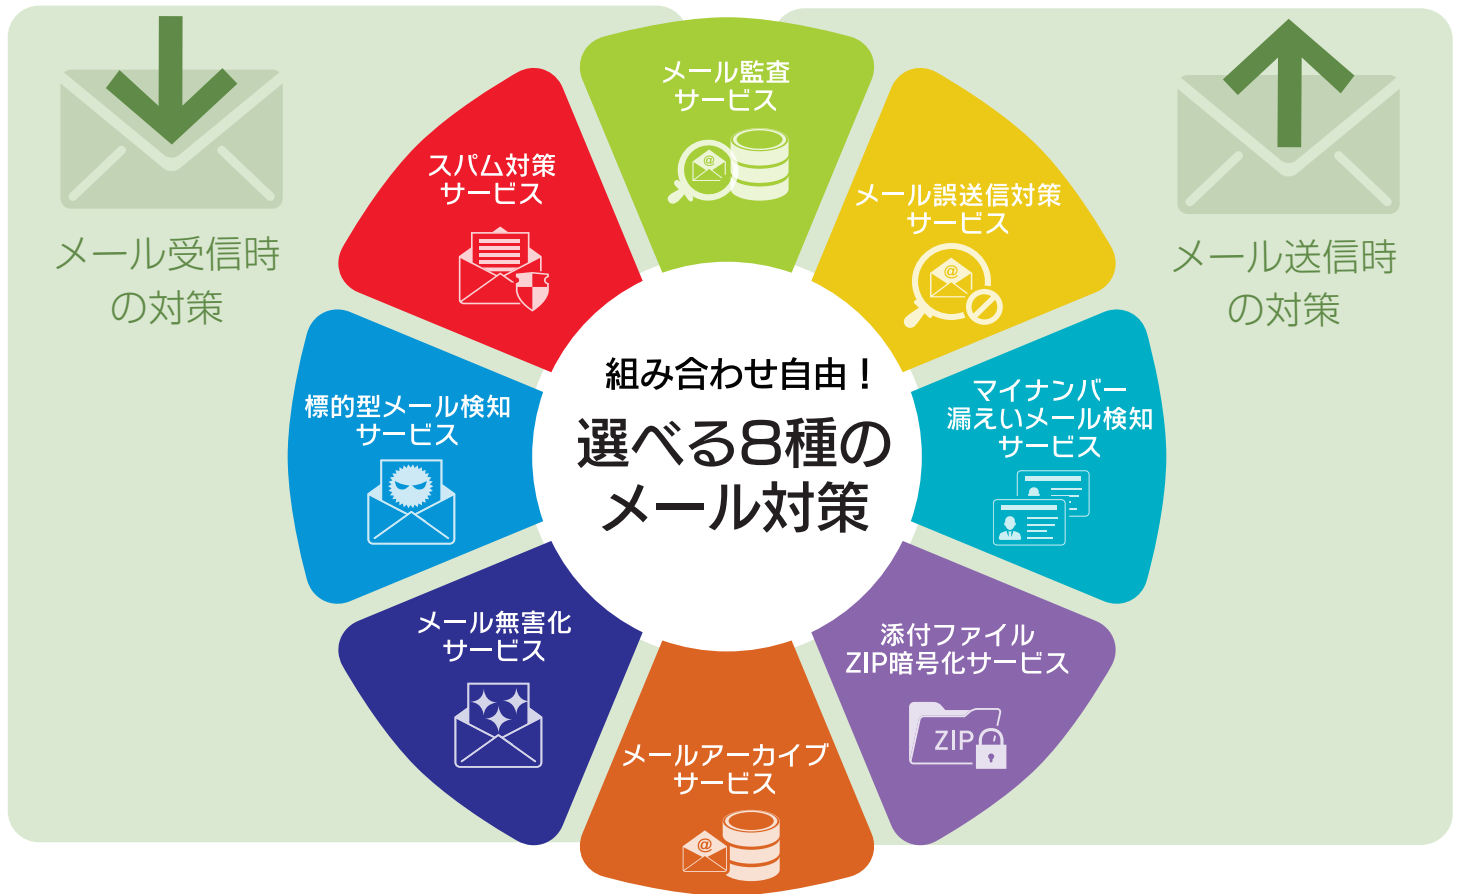 メール受信時
の対策
メール送信時
の対策
組み合わせ自由！
選べる8種の
メール対策
メール監査
サービス
@
メール誤送信対策
サービス
@
マイナンバー
漏えいメール検知
サービス
添付ファイル
ZIP暗号化サービス
ZIP
メールアーカイブ
サービス
@
メール無害化
サービス
標的型メール検知
サービス
スパム対策
サービス